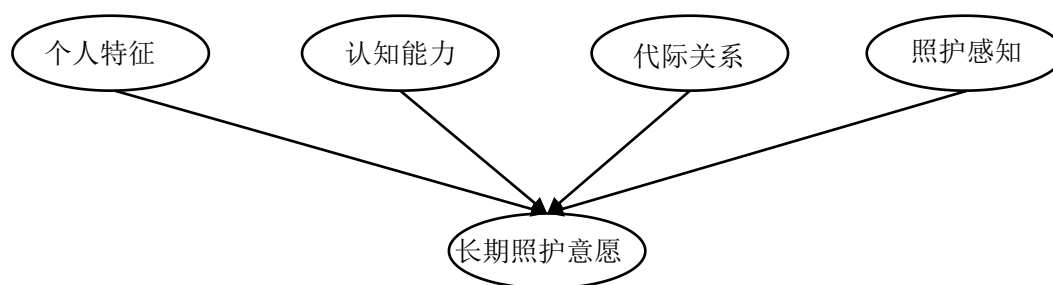 个人特征
认知能力
代际关系
照护感知
长期照护意愿